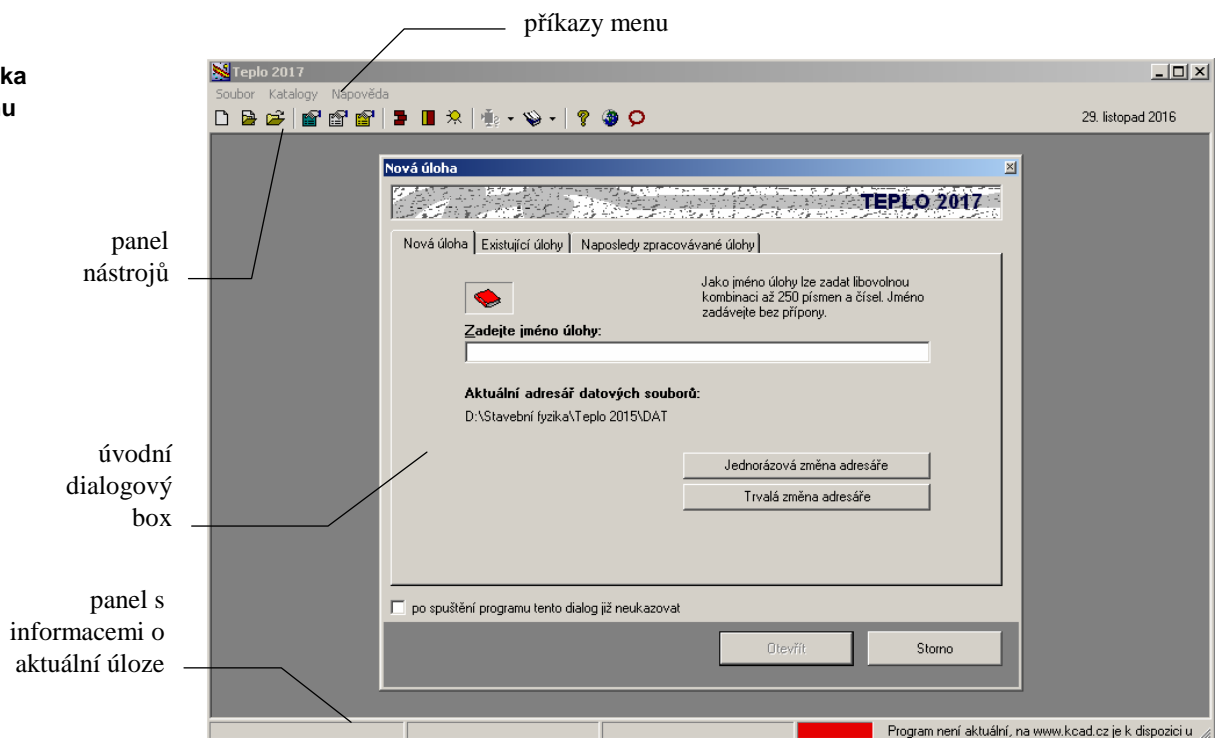 příkazy menu
ka
u
Teplo 2017
Soubor Katalogy Nápověda
29. listopad 2016
Nová úloha
TEPLO 2017
Nová úloha Existující úlohy Naposledy zpracovávané úlohy
panel
nástrojů
Jako jméno úlohy lze zadat libovolnou
kombinaci až 250 písmen a čísel. Jméno
zadávejte bez přípony.
Zadejte jméno úlohy:
Aktuální adresář datových souborů:
D:\Stavební fyzika\Teplo 2015\DAT
úvodní
dialogový
box
Jednorázová změna adresáře
Trvalá změna adresáře
panel s
informacemi o
aktuální úloze
po spuštění programu tento dialog již neukazovat
Otevřít Storno
Program není aktuální, na www.kcad.cz je k dispozici u